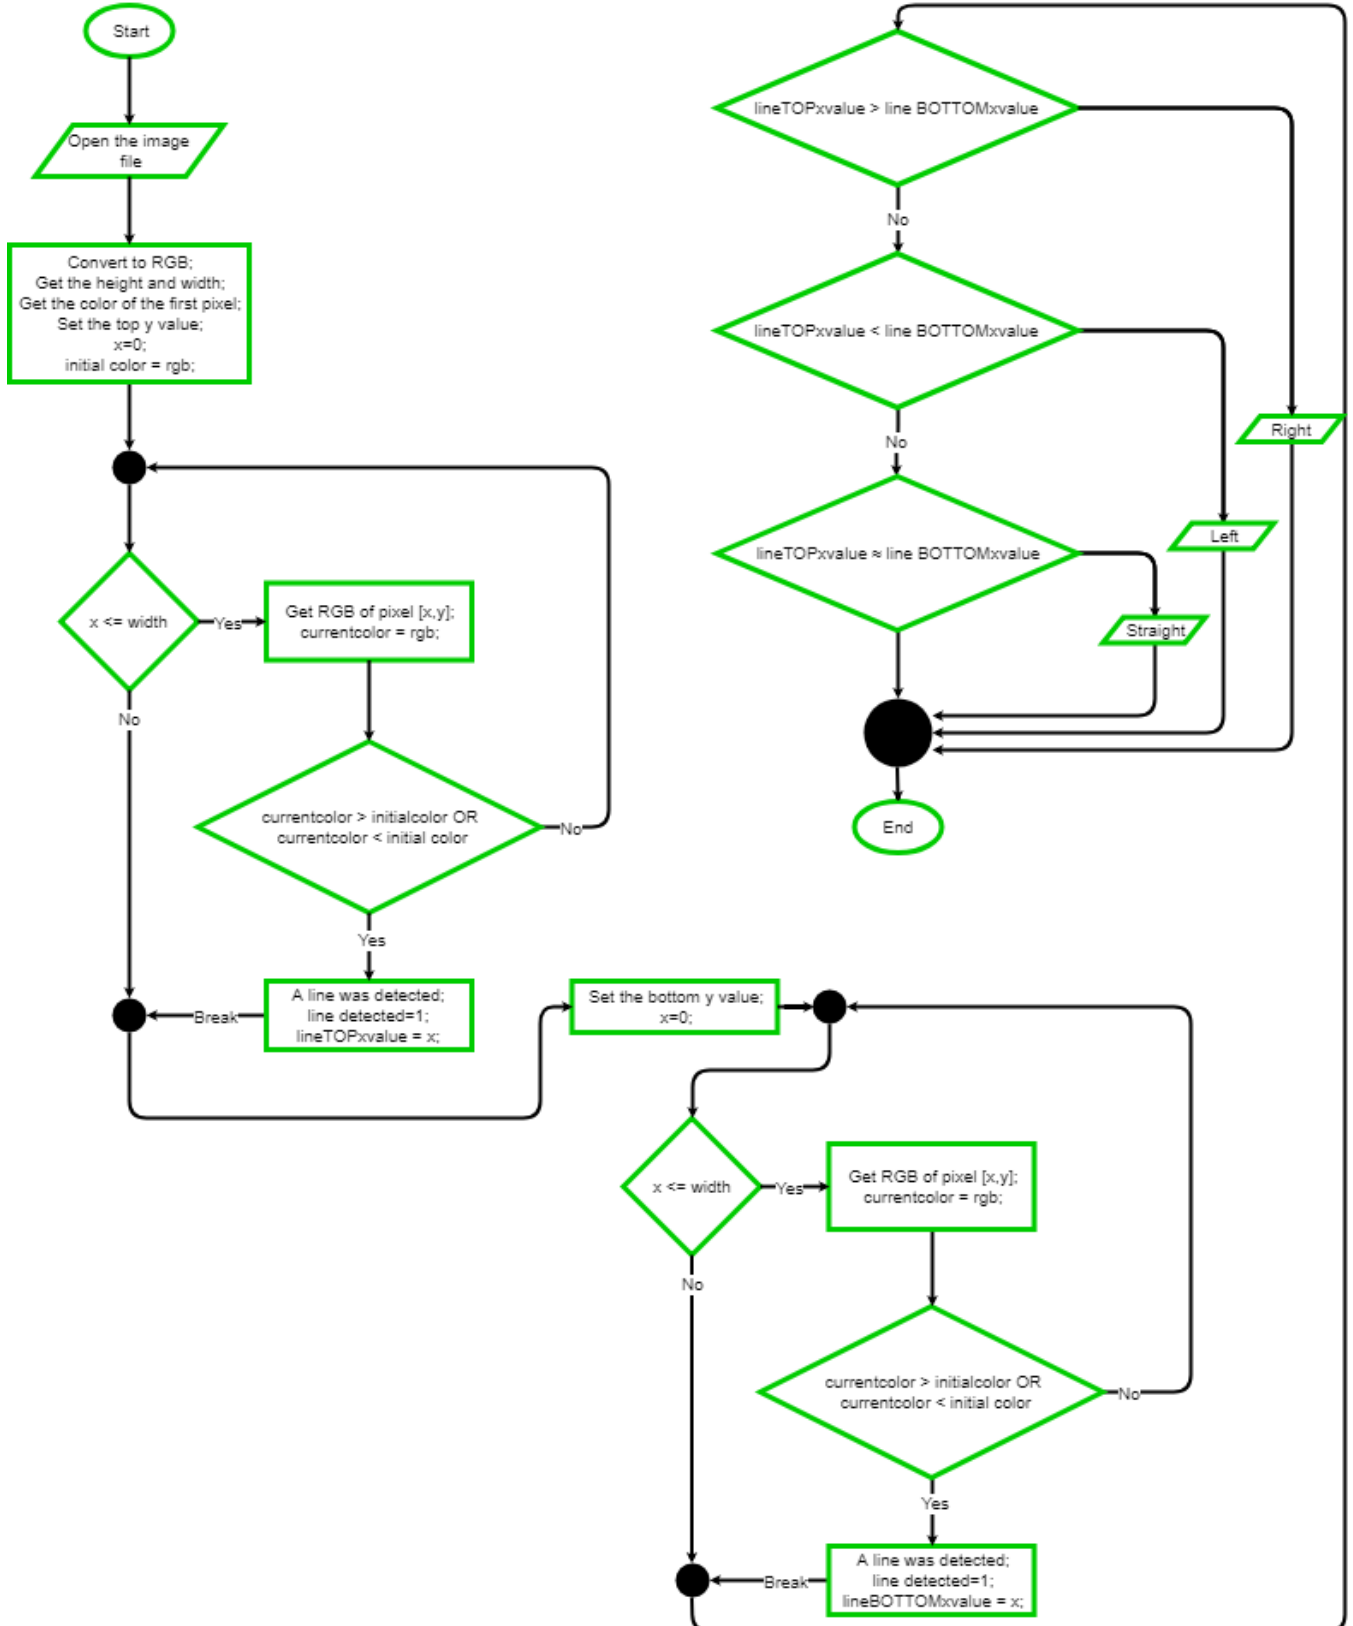 Start
Open the image
file
Convert to RGB;
Get the height and width;
Get the color of the first pixel;
Set the top y value;
x=0;
initial color = rgb;
x <= width
Yes
Get RGB of pixel [x,y];
currentcolor = rgb;
No
currentcolor > initialcolor OR
currentcolor < initial color
No
Yes
A line was detected;
line detected=1;
lineTOPxvalue = x;
Break
Set the bottom y value;
x=0;
x <= width
Yes
Get RGB of pixel [x,y];
currentcolor = rgb;
No
currentcolor > initialcolor OR
currentcolor < initial color
No
Yes
A line was detected;
line detected=1;
lineBOTTOMxvalue = x;
Break
lineTOPxvalue > line BOTTOMxvalue
No
lineTOPxvalue < line BOTTOMxvalue
No
lineTOPxvalue ≈ line BOTTOMxvalue
Right
Left
Straight
End